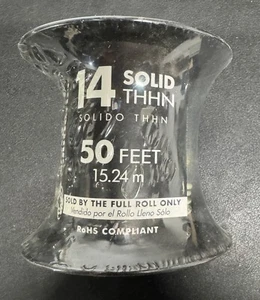 14 SOLID
THHN
SOLIDO THHN
50 FEET
15.24 m
SOLD BY THE FULL ROLL ONLY
Vendido por el Rollo Lleno Sólo
RoHS COMPLIANT